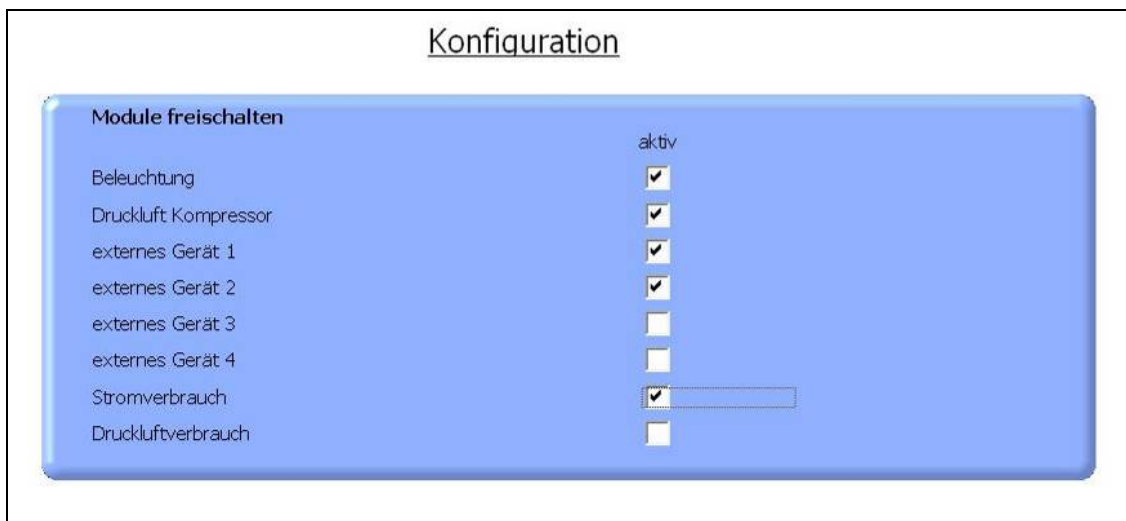 Konfiguration
Module freischalten
aktiv
Beleuchtung
Druckluft Kompressor
externes Gerät 1
externes Gerät 2
externes Gerät 3
externes Gerät 4
Stromverbrauch
Druckluftverbrauch